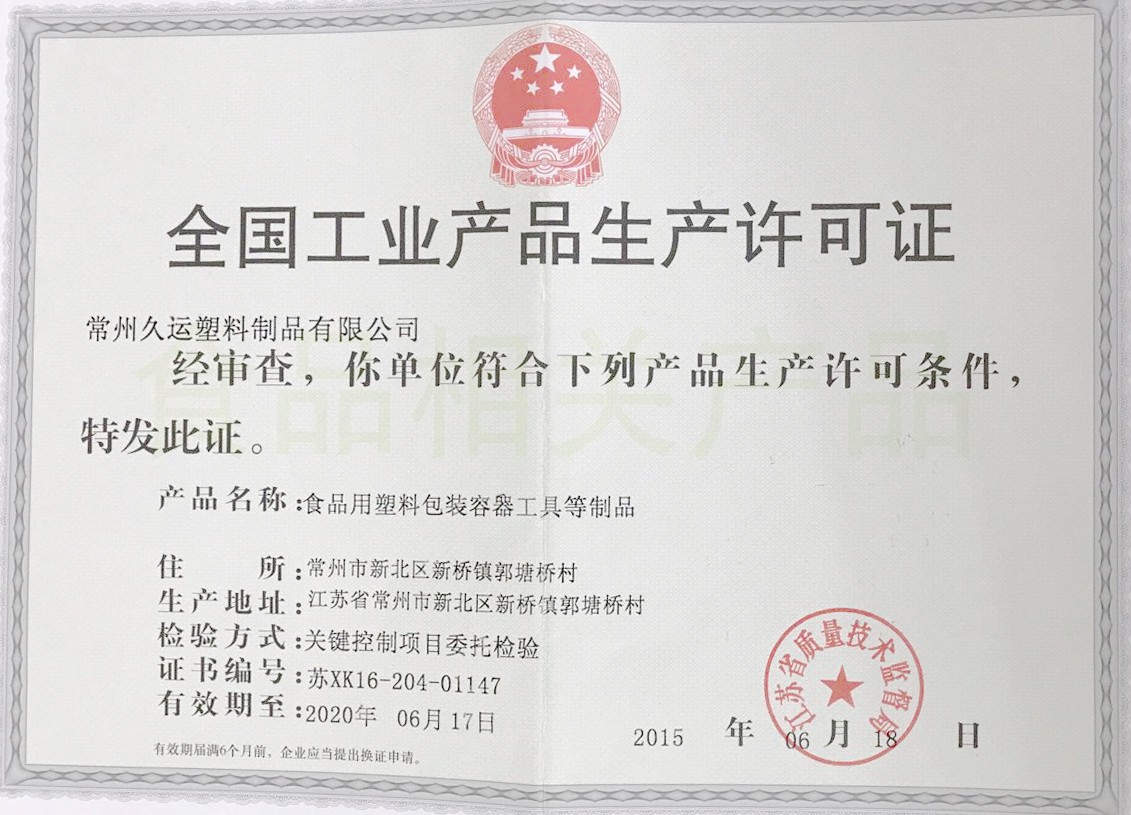 全国工业产品生产许可证
常州久运塑料制品有限公司
经审查，你单位符合下列产品生产许可条件，
特发此证。
食品相关产品
产品名称:食品用塑料包装容器工具等制品
住 所:常州市新北区新桥镇郭塘桥村
生产地址:江苏省常州市新北区新桥镇郭塘桥村
检验方式:关键控制项目委托检验
证书编号:苏XK16-204-01147
有效期至:2020年 06月17日
有效期届满6个月前，企业应当提出换证申请。
江苏省质量技术监督局
2015 年 06 月 18 日